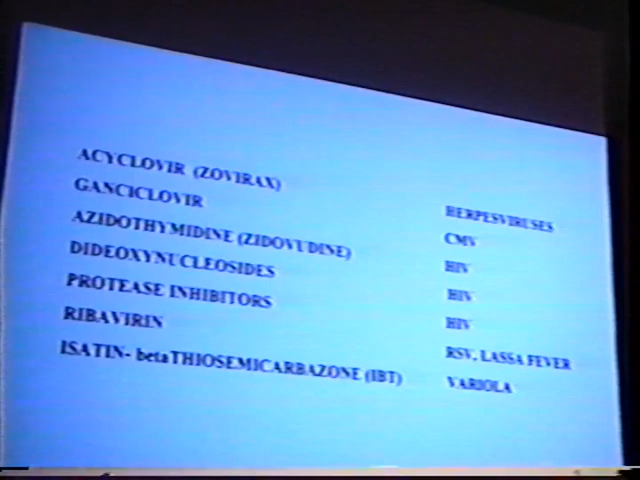 ACYCLOVIR (ZOVIRAX) HERPESVIRUSES
GANCICLOVIR CMV
AZIDOTHYMIDINE (ZIDOVUDINE) HIV
DIDEOXYNUCLEOSIDES HIV
PROTEASE INHIBITORS HIV
RIBAVIRIN RSV, LASSA FEVER
ISATIN- betaTHIOSEMICARBAZONE (IBT) VARIOLA